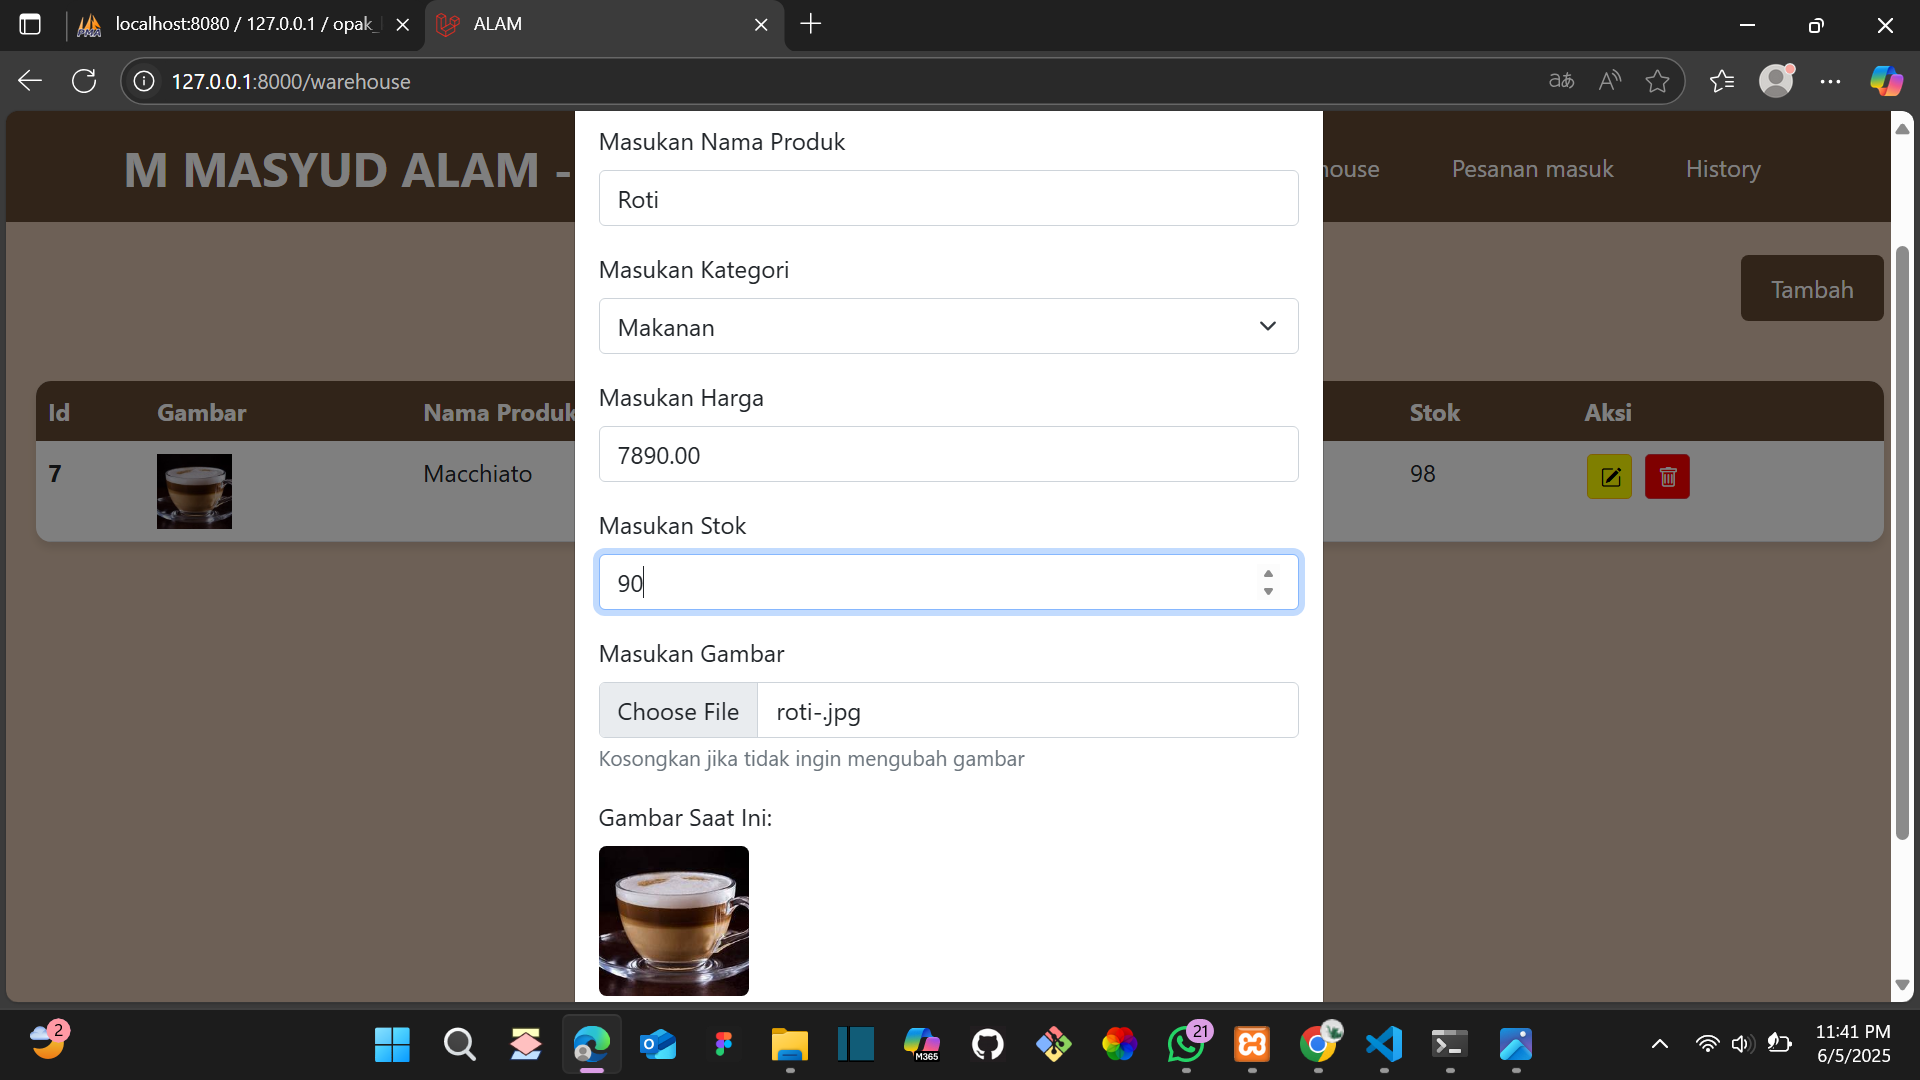 localhost:8080 / 127.0.0.1 / opak_
ALAM
127.0.0.1:8000/warehouse
M MASYUD ALAM -
house
Pesanan masuk
History
Tambah
Masukan Nama Produk
Roti
Masukan Kategori
Makanan
Masukan Harga
7890.00
Masukan Stok
90
Masukan Gambar
Choose File
roti-.jpg
Kosongkan jika tidak ingin mengubah gambar
Gambar Saat Ini:
Id
Gambar
Nama Produk
Stok
Aksi
7
Macchiato
98
2
M365
21
11:41 PM
6/5/2025